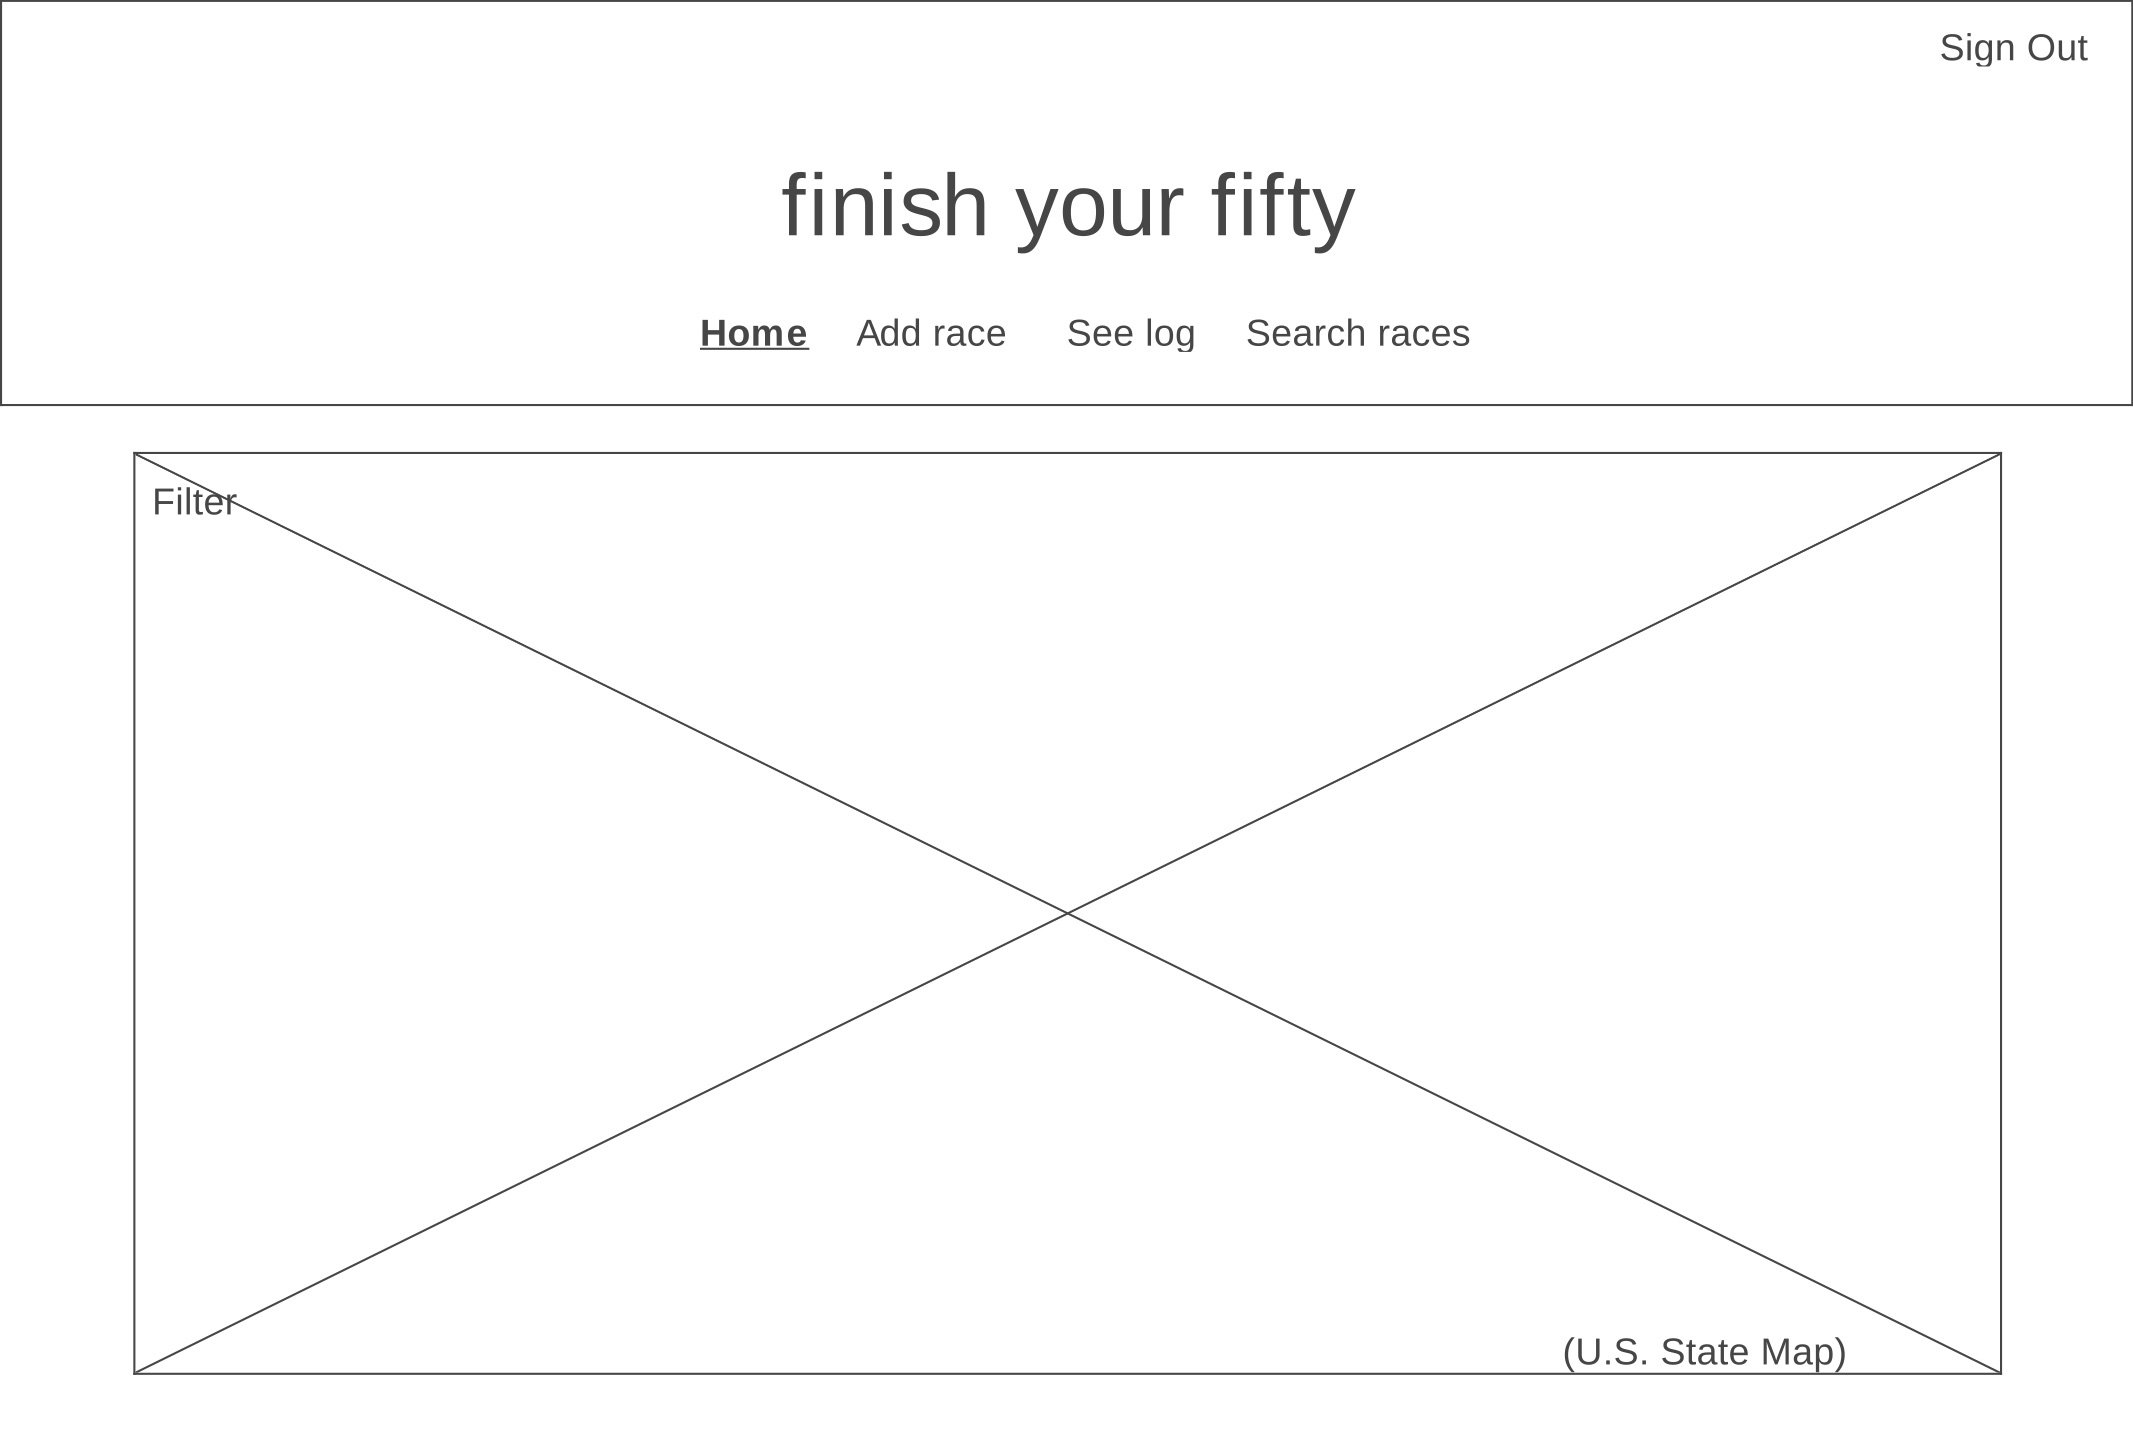 Sign Out
finish your fifty
Home Add race See log Search races
Filter
(U.S. State Map)